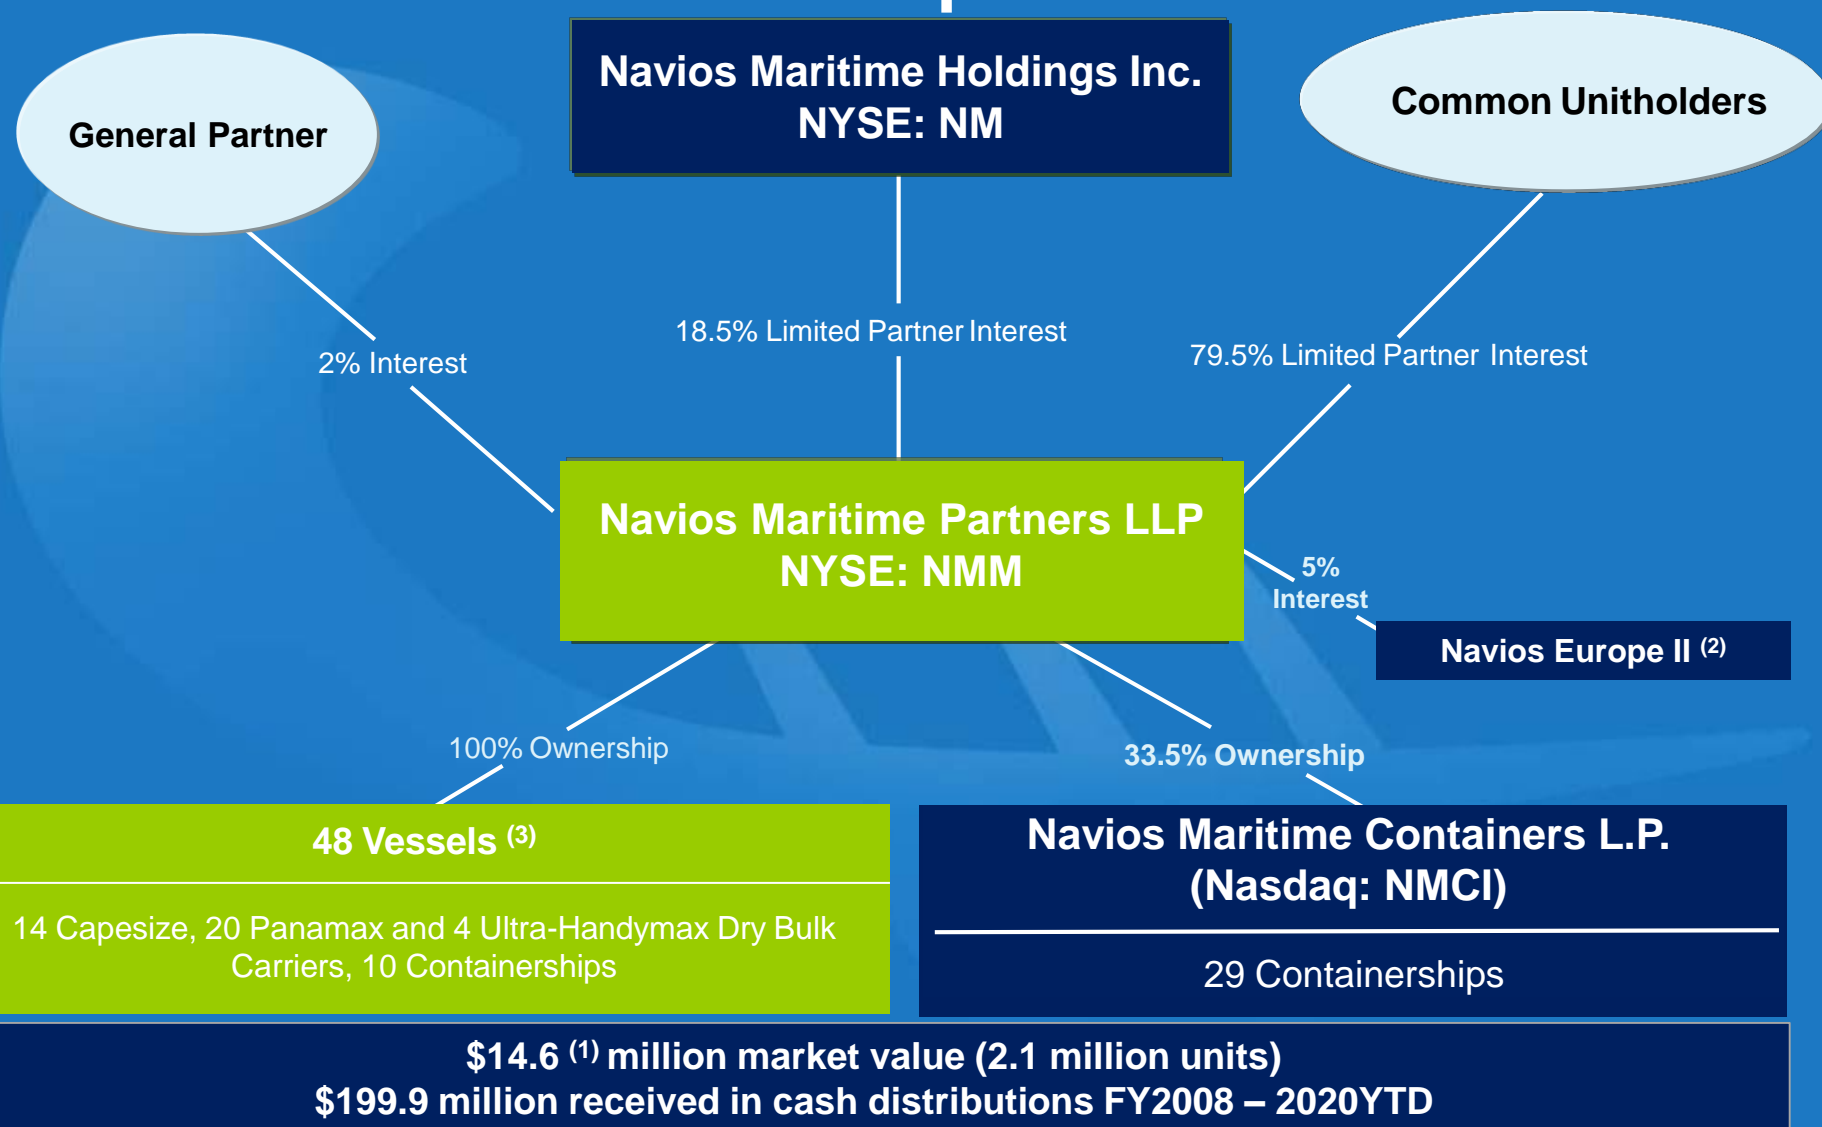 General Partner
Navios Maritime Holdings Inc.
NYSE: NM
Common Unitholders
2% Interest
18.5% Limited Partner Interest
79.5% Limited Partner Interest
Navios Maritime Partners LLP
NYSE: NMM
5%
Interest
Navios Europe II (2)
100% Ownership
33.5% Ownership
48 Vessels (3)
14 Capesize, 20 Panamax and 4 Ultra-Handymax Dry Bulk
Carriers, 10 Containerships
Navios Maritime Containers L.P.
(Nasdaq: NMCI)
29 Containerships
$14.6 (1) million market value (2.1 million units)
$199.9 million received in cash distributions FY2008 – 2020YTD